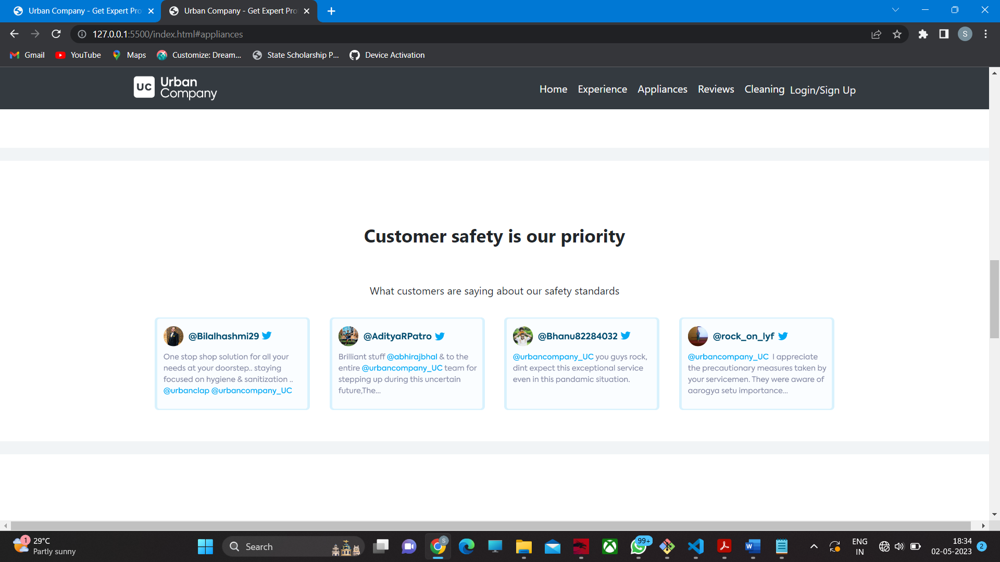 Urban Company - Get Expert Pro
Urban Company - Get Expert Pro
127.0.0.1:5500/index.html#appliances
S
Gmail
YouTube
Maps
Customize: Dream...
State Scholarship P...
Device Activation
UC Urban Company
Home Experience Appliances Reviews Cleaning Login/Sign Up
Customer safety is our priority
What customers are saying about our safety standards
@Bilalhashmi29
One stop shop solution for all your
needs at your doorstep.. staying
focused on hygiene & sanitization ..
@urbanclap @urbancompany_UC
@AdityaRPatro
Brilliant stuff @abhirajbhal & to the
entire @urbancompany_UC team for
stepping up during this uncertain
future,The...
@Bhanu82284032
@urbancompany_UC you guys rock,
dint expect this exceptional service
even in this pandamic situation.
@rock_on_lyf
@urbancompany_UC I appreciate
the precautionary measures taken by
your servicemen. They were aware of
aarogya setu importance...
1
29°C
Partly sunny
Search
S
99+
W
ENG
IN
18:34
02-05-2023
2